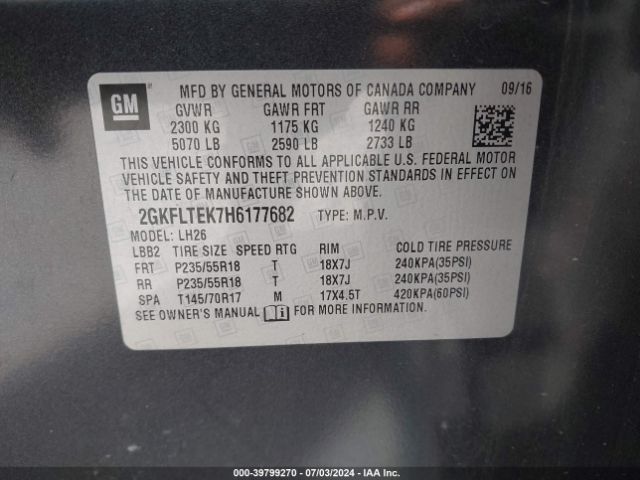 GM
MFD BY GENERAL MOTORS OF CANADA COMPANY 09/16
GVWR GAWR FRT GAWR RR
2300 KG 1175 KG 1240 KG
5070 LB 2590 LB 2733 LB
THIS VEHICLE CONFORMS TO ALL APPLICABLE U.S. FEDERAL MOTOR
VEHICLE SAFETY AND THEFT PREVENTION STANDARDS IN EFFECT ON
THE DATE OF MANUFACTURE SHOWN ABOVE.
2GKFLTEK7H6177682 TYPE: M.P.V.
MODEL: LH26
LBB2 TIRE SIZE SPEED RTG RIM COLD TIRE PRESSURE
FRT P235/55R18 T 18X7J 240KPA(35PSI)
RR P235/55R18 T 18X7J 240KPA(35PSI)
SPA T145/70R17 M 17X4.5T 420KPA(60PSI)
SEE OWNER'S MANUAL FOR MORE INFORMATION.
000-39799270 - 07/03/2024 - IAA Inc.